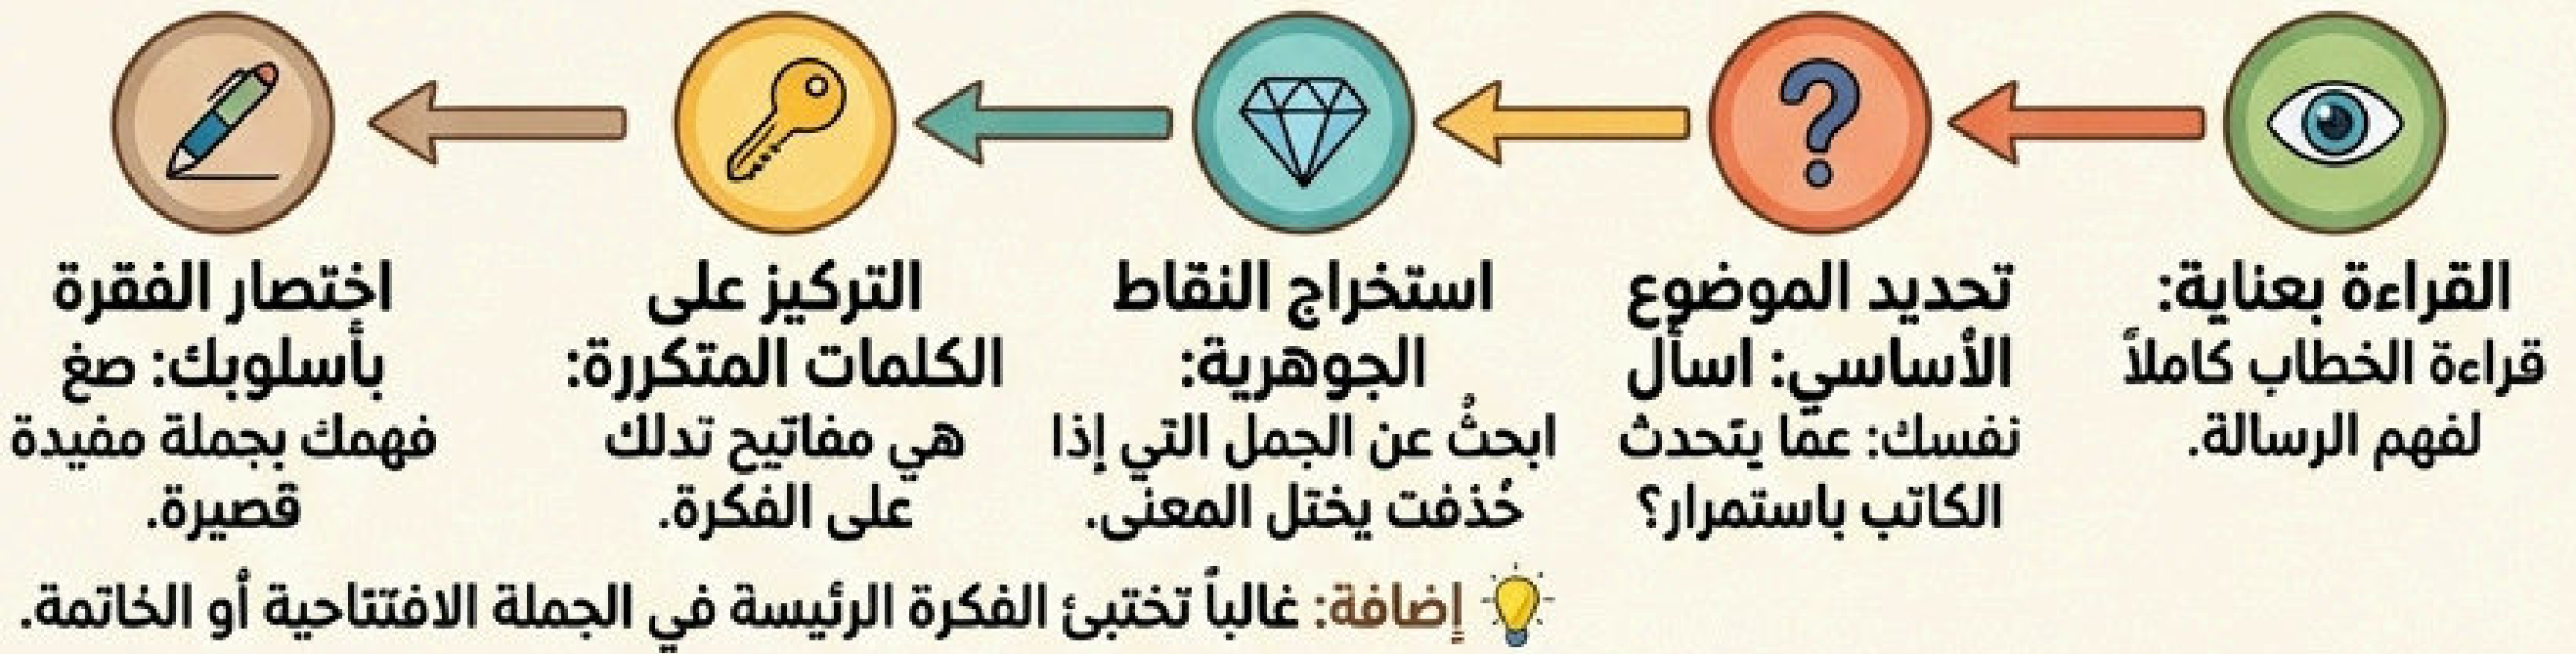 القراءة بعناية:
قراءة الخطاب كاملاً
لفهم الرسالة.
تحديد الموضوع
الأساسي: اسأل
نفسك: عمّا يتحدث
الكاتب باستمرار؟
استخراج النقاط
الجوهرية:
ابحثُ عن الجمل التي إذا
حُذفت يختل المعنى.
التركيز على
الكلمات المتكررة:
هي مفاتيح تدلك
على الفكرة.
اختصار الفقرة
بأسلوبك: صغ
فهمك بجملة مفيدة
قصيرة.
إضافة: غالباً تختبئ الفكرة الرئيسة في الجملة الافتتاحية أو الخاتمة.